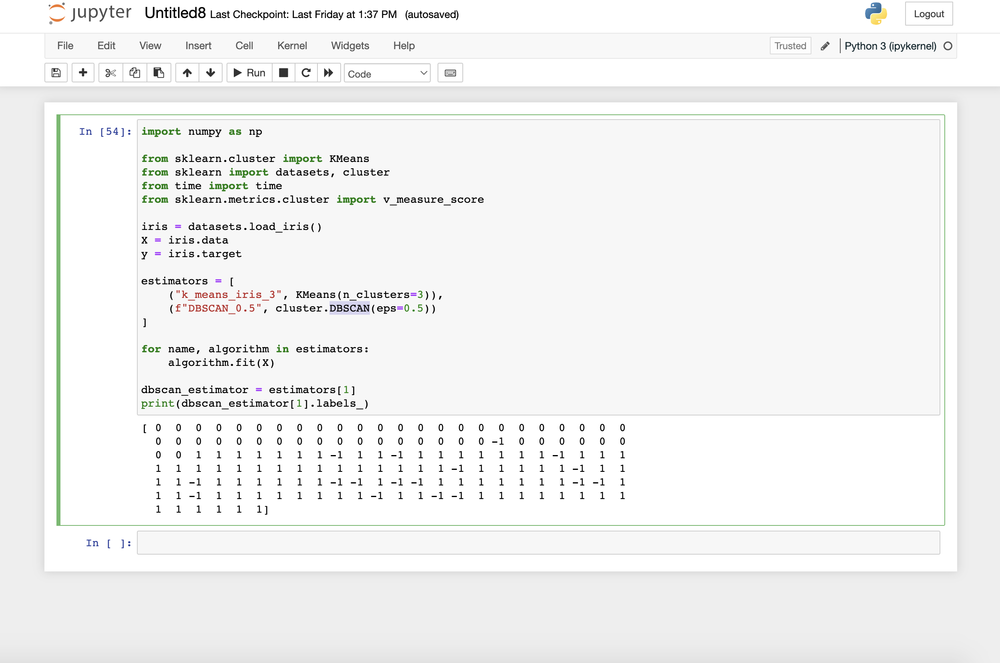 jupyter Untitled8 Last Checkpoint: Last Friday at 1:37 PM (autosaved) Logout
File Edit View Insert Cell Kernel Widgets Help Trusted Python 3 (ipykernel)
Run Code
In [54]:
import numpy as np
from sklearn.cluster import KMeans
from sklearn import datasets, cluster
from time import time
from sklearn.metrics.cluster import v_measure_score
iris = datasets.load_iris()
X = iris.data
y = iris.target
estimators = [
    ("k_means_iris_3", KMeans(n_clusters=3)),
    (f"DBSCAN_0.5", cluster.DBSCAN(eps=0.5))
]
for name, algorithm in estimators:
    algorithm.fit(X)
dbscan_estimator = estimators[1]
print(dbscan_estimator[1].labels_)
[ 0  0  0  0  0  0  0  0  0  0  0  0  0  0  0  0  0  0  0  0  0  0  0  0
  0  0  0  0  0  0  0  0  0  0  0  0  0  0  0  0  0 -1  0  0  0  0  0  0
  0  0  1  1  1  1  1  1  1 -1  1  1 -1  1  1  1  1  1  1  1 -1  1  1  1
  1  1  1  1  1  1  1  1  1  1  1  1  1  1  1 -1  1  1  1  1  1 -1  1  1
  1  1 -1  1  1  1  1  1  1 -1 -1  1 -1 -1  1  1  1  1  1  1  1 -1 -1  1
  1  1 -1  1  1  1  1  1  1  1  1 -1  1  1 -1 -1  1  1  1  1  1  1  1  1
  1  1  1  1  1  1]
In [ ]: